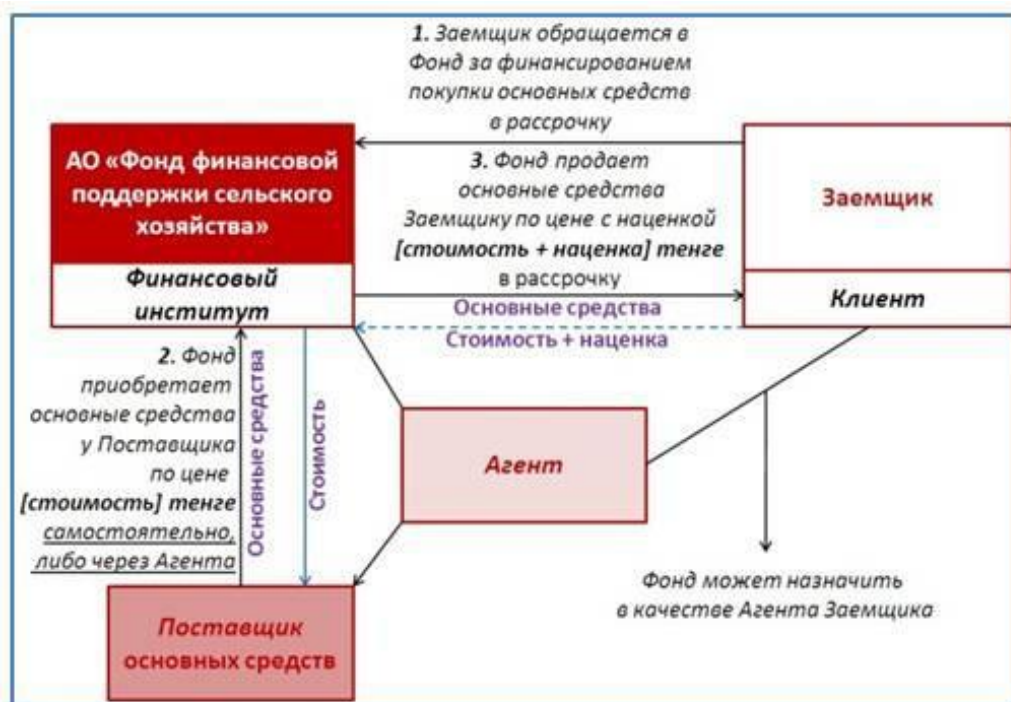 1. Заемщик обращается в
Фонд за финансированием
покупки основных средств
в рассрочку
АО «Фонд финансовой
поддержки сельского
хозяйства»
Финансовый
институт
3. Фонд продает
основные средства
Заемщику по цене с наценкой
[стоимость + наценка] тенге
в рассрочку
Основные средства
Стоимость + наценка
Заемщик
Клиент
2. Фонд
приобретает
основные средства
у Поставщика
по цене
[стоимость] тенге
самостоятельно,
либо через Агента
Основные средства
Стоимость
Агент
Фонд может назначить
в качестве Агента Заемщика
Поставщик
основных средств